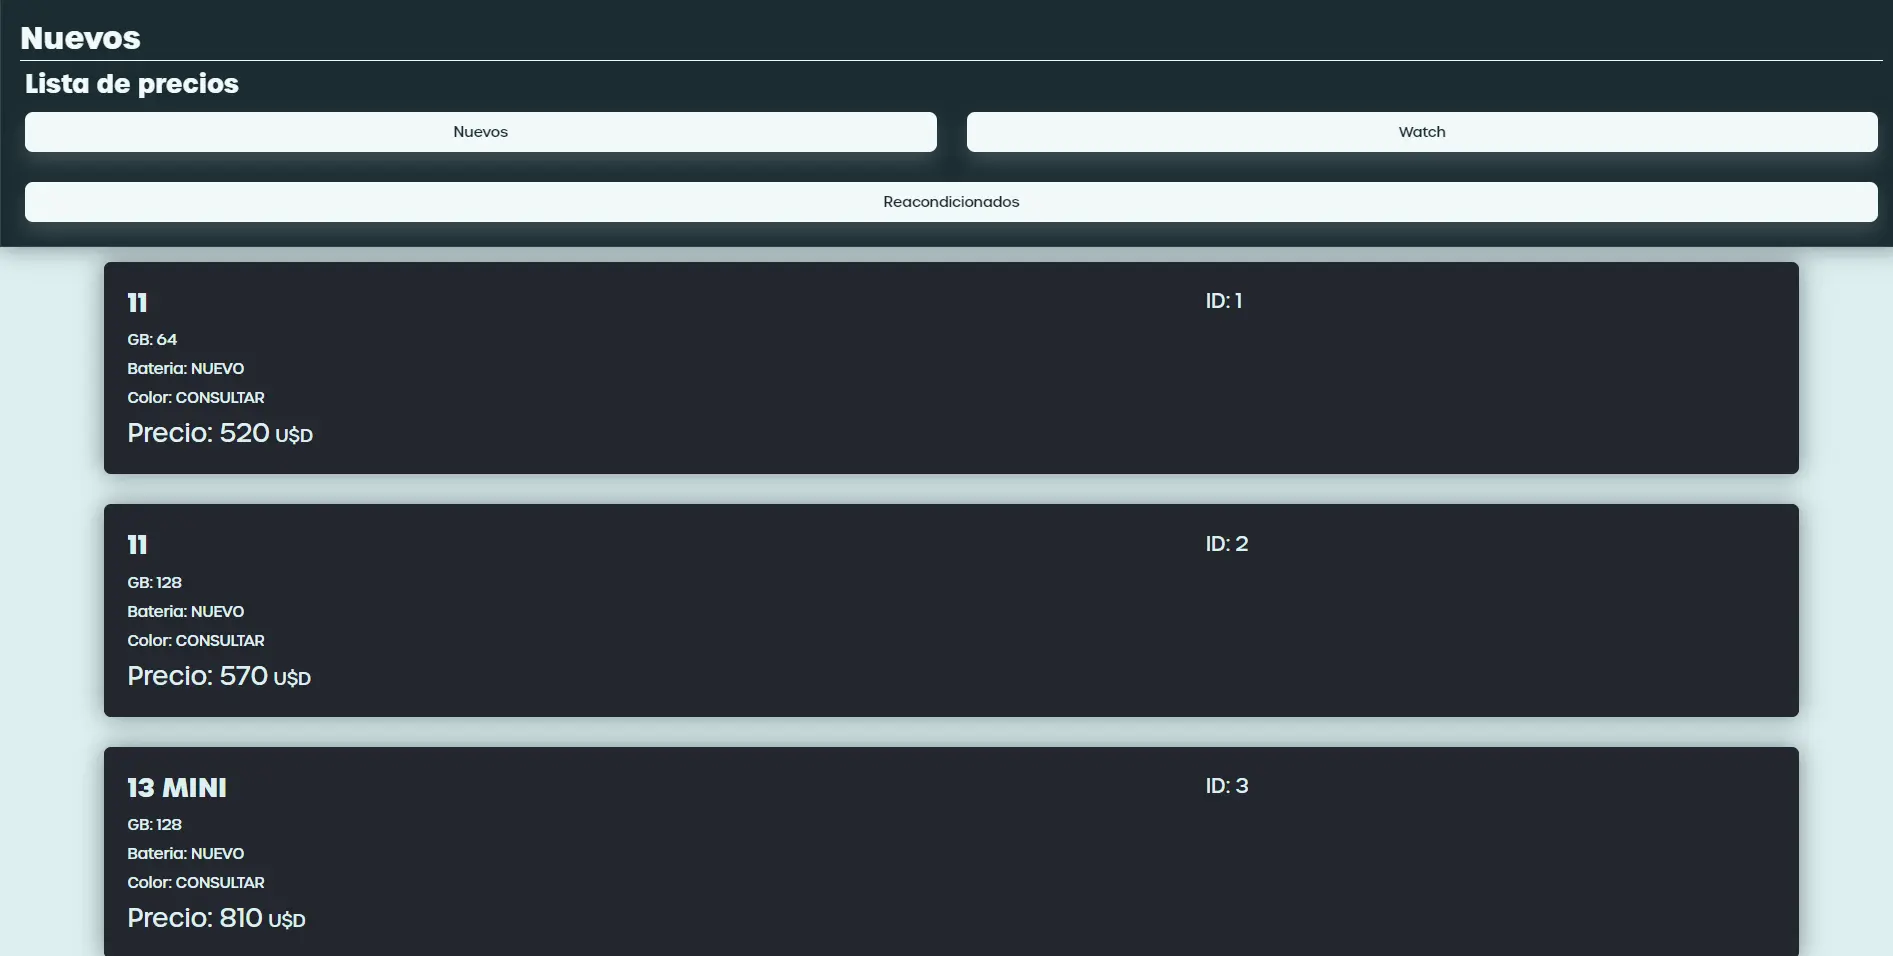 Nuevos
Lista de precios
Nuevos
Watch
Reacondicionados
11
ID: 1
GB: 64
Bateria: NUEVO
Color: CONSULTAR
Precio: 520 U$D
11
ID: 2
GB: 128
Bateria: NUEVO
Color: CONSULTAR
Precio: 570 U$D
13 MINI
ID: 3
GB: 128
Bateria: NUEVO
Color: CONSULTAR
Precio: 810 U$D